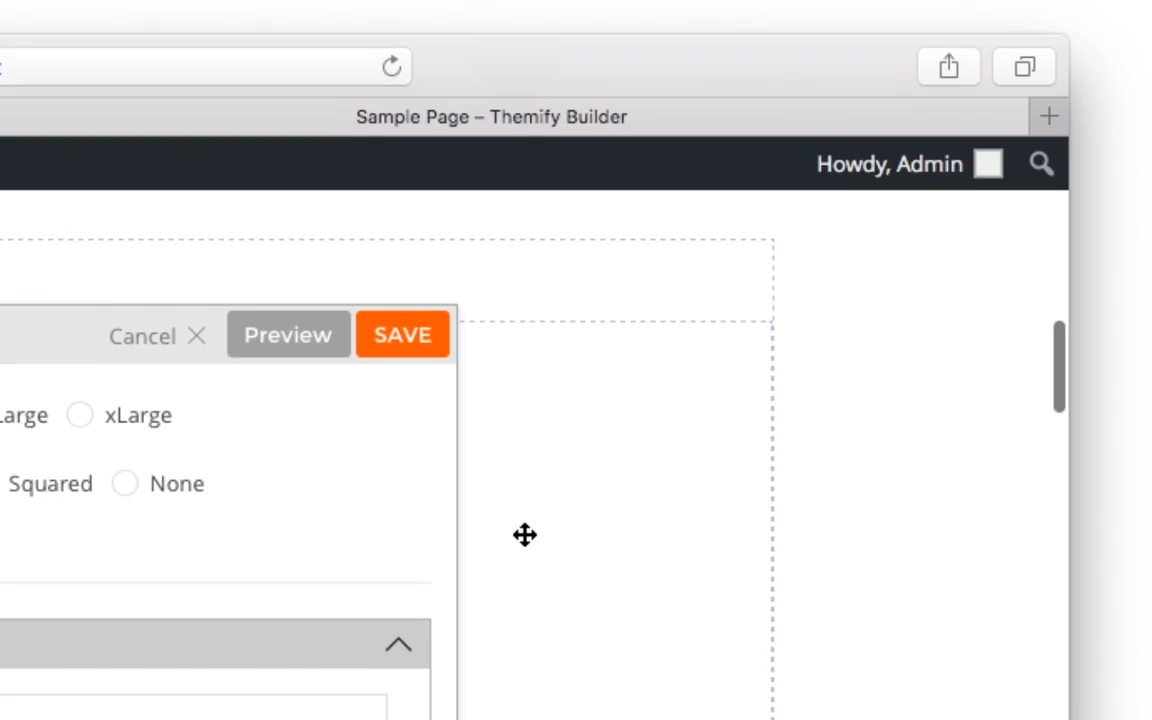 Sample Page – Themify Builder
Howdy, Admin
Cancel Preview SAVE
Large xLarge
Squared None